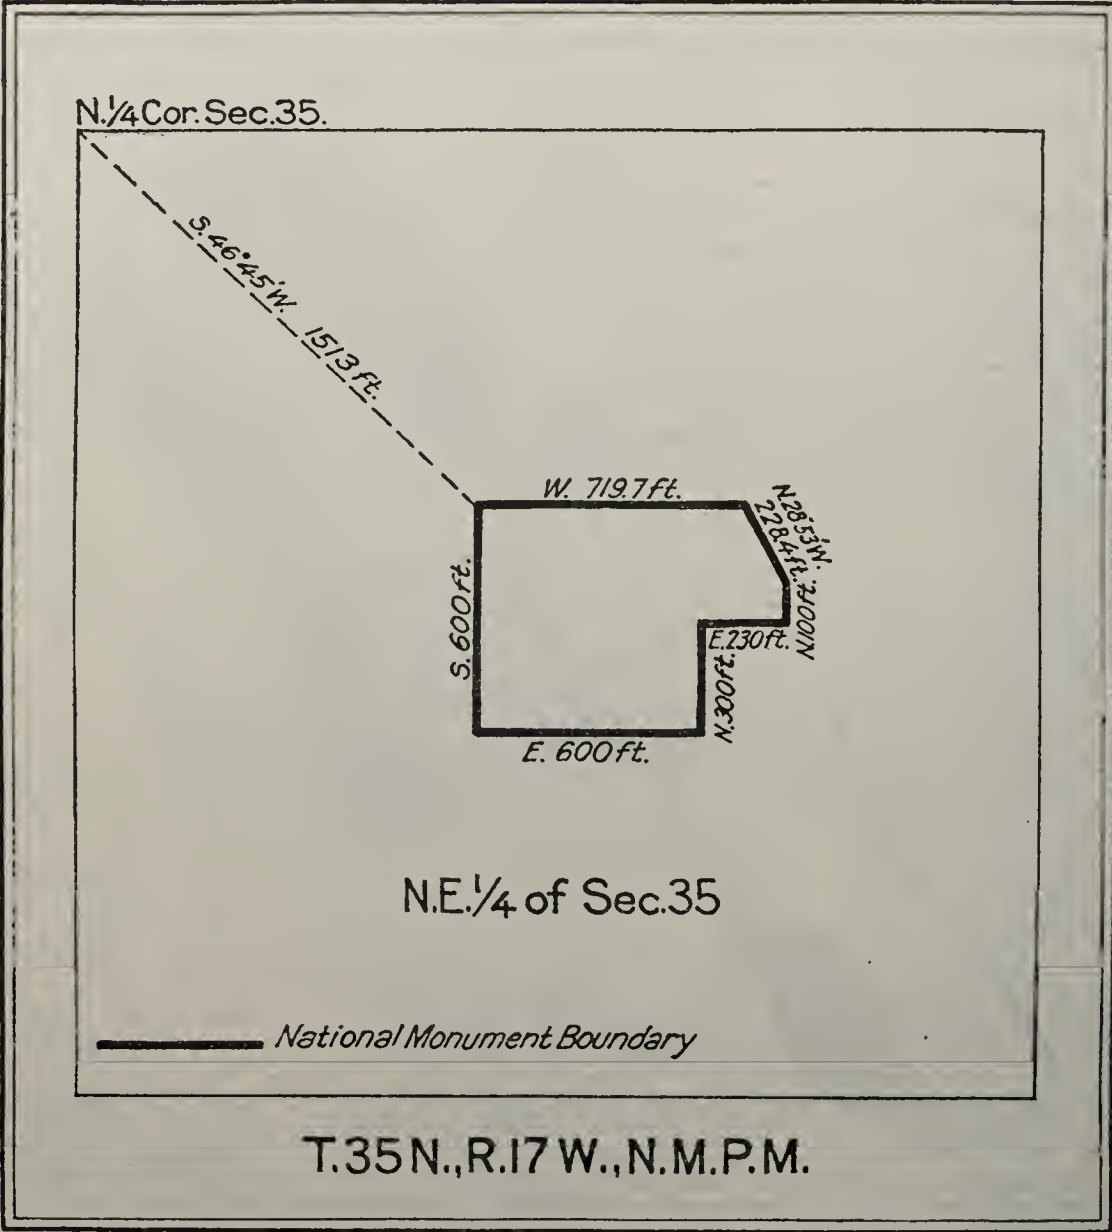 N.1/4 Cor. Sec.35.
S.46°45'W. 1513 ft.
W. 719.7 ft.
N.28°53'W.
228.4 ft.
N.100 ft.
S. 600 ft.
E.230 ft.
N.300 ft.
E. 600 ft.
N.E.1/4 of Sec.35
National Monument Boundary
T.35 N., R.17 W., N.M.P.M.